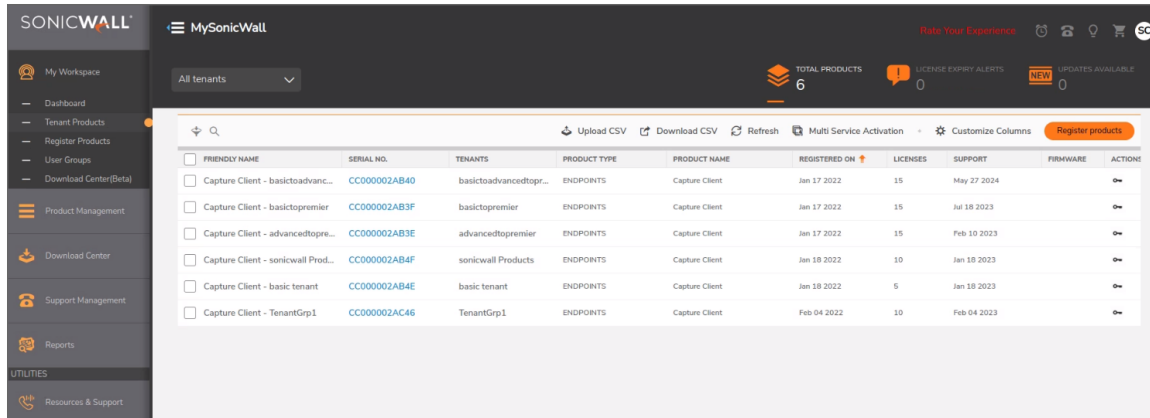 SONICWALL
MySonicWall
Rate Your Experience
SC
My Workspace
Dashboard
Tenant Products
Register Products
User Groups
Download Center(Beta)
Product Management
Download Center
Support Management
Reports
UTILITIES
Resources & Support
All tenants
TOTAL PRODUCTS
6
LICENSE EXPIRY ALERTS
0
NEW
UPDATES AVAILABLE
0
Upload CSV Download CSV Refresh Multi Service Activation Customize Columns Register products
FRIENDLY NAME SERIAL NO. TENANTS PRODUCT TYPE PRODUCT NAME REGISTERED ON LICENSES SUPPORT FIRMWARE ACTIONS
Capture Client - basictoadvanc... CC000002AB40 basictoadvancedtopr... ENDPOINTS Capture Client Jan 17 2022 15 May 27 2024
Capture Client - basictopremier CC000002AB3F basictopremier ENDPOINTS Capture Client Jan 17 2022 15 Jul 18 2023
Capture Client - advancedtopre... CC000002AB3E advancedtopremier ENDPOINTS Capture Client Jan 17 2022 15 Feb 10 2023
Capture Client - sonicwall Prod... CC000002AB4F sonicwall Products ENDPOINTS Capture Client Jan 18 2022 10 Jan 18 2023
Capture Client - basic tenant CC000002AB4E basic tenant ENDPOINTS Capture Client Jan 18 2022 5 Jan 18 2023
Capture Client - TenantGrp1 CC000002AC46 TenantGrp1 ENDPOINTS Capture Client Feb 04 2022 10 Feb 04 2023